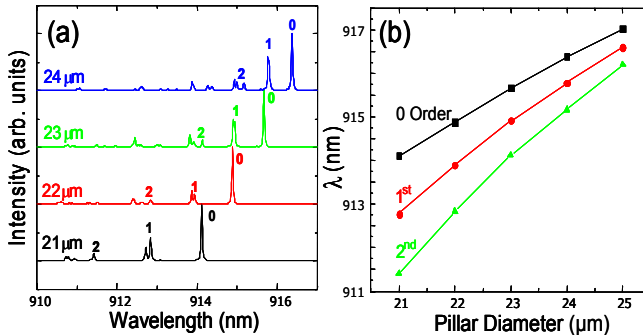 (a)
Intensity (arb. units)
24 μm
2
1
0
23 μm
2
1
0
22 μm
2
1
0
21 μm
2
1
0
910 912 914 916
Wavelength (nm)
(b)
λ (nm)
917
915
913
911
0 Order
1st
2nd
21 22 23 24 25
Pillar Diameter (μm)